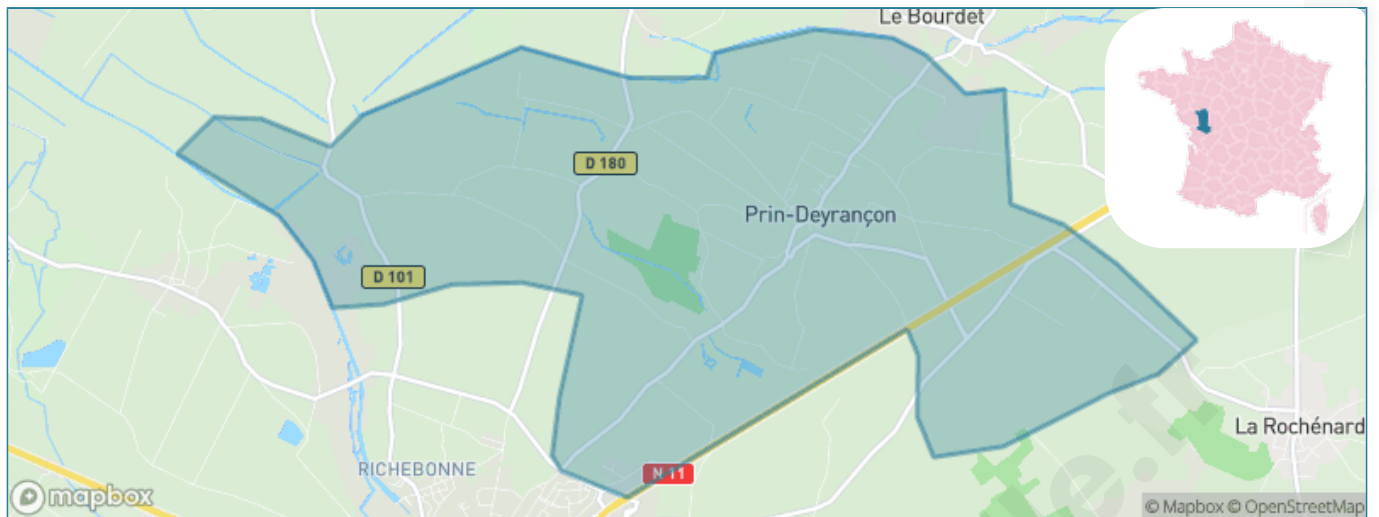 Le Bourdet
D 180
Prin-Deyrançon
D 101
La Rochénard
RICHEBONNE
N 11
mapbox
© Mapbox © OpenStreetMap